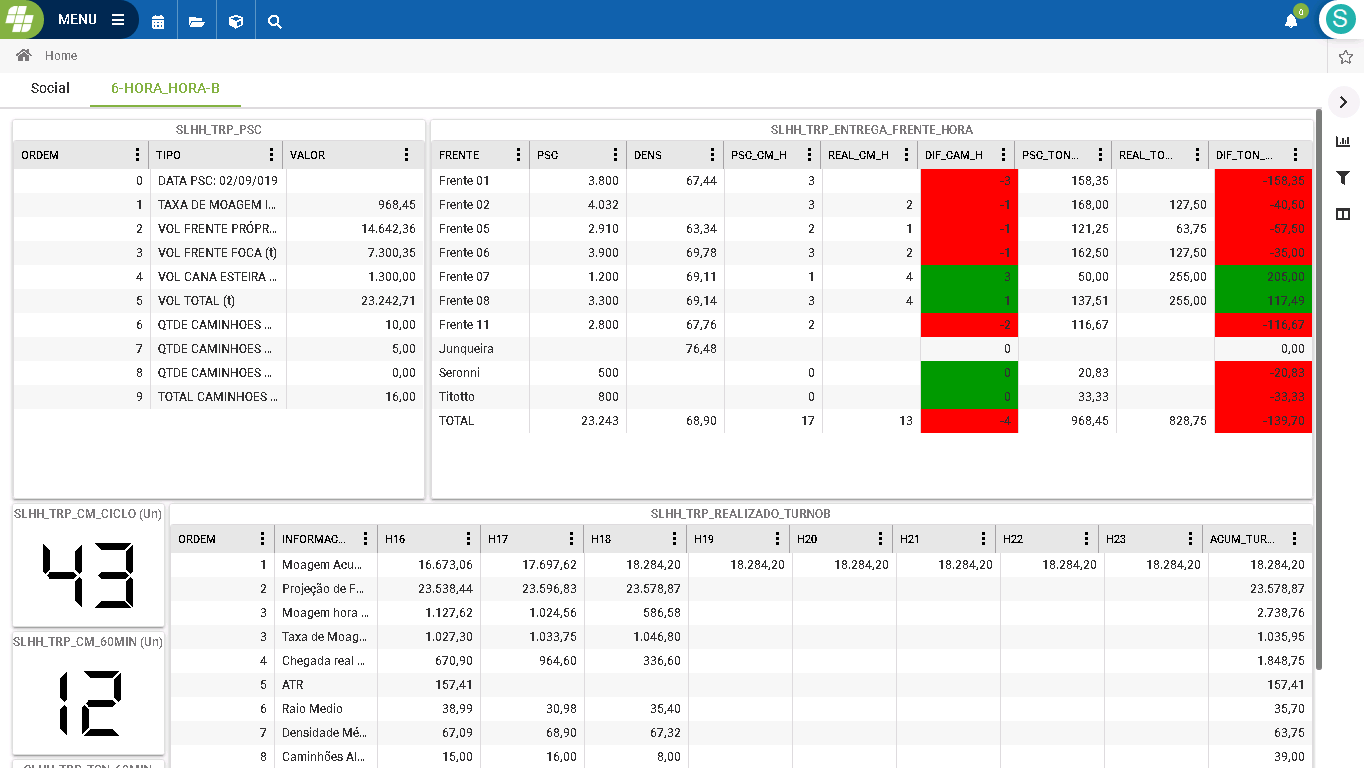 MENU
0
S
Home
Social 6-HORA_HORA-B
SLHH_TRP_PSC
ORDEM TIPO VALOR
0 DATA PSC: 02/09/019
1 TAXA DE MOAGEM I... 968,45
2 VOL FRENTE PRÓPR... 14.642,36
3 VOL FRENTE FOCA (t) 7.300,35
4 VOL CANA ESTEIRA ... 1.300,00
5 VOL TOTAL (t) 23.242,71
6 QTDE CAMINHOES ... 10,00
7 QTDE CAMINHOES ... 5,00
8 QTDE CAMINHOES ... 0,00
9 TOTAL CAMINHOES ... 16,00
SLHH_TRP_ENTREGA_FRENTE_HORA
FRENTE PSC DENS PSC_CM_H REAL_CM_H DIF_CAM_H PSC_TON... REAL_TO... DIF_TON_...
Frente 01 3.800 67,44 3 -3 158,35 -158,35
Frente 02 4.032 3 2 -1 168,00 127,50 -40,50
Frente 05 2.910 63,34 2 1 -1 121,25 63,75 -57,50
Frente 06 3.900 69,78 3 2 -1 162,50 127,50 -35,00
Frente 07 1.200 69,11 1 4 3 50,00 255,00 205,00
Frente 08 3.300 69,14 3 4 1 137,51 255,00 117,49
Frente 11 2.800 67,76 2 -2 116,67 -116,67
Junqueira 76,48 0 0,00
Seronni 500 0 0 20,83 -20,83
Titotto 800 0 0 33,33 -33,33
TOTAL 23.243 68,90 17 13 -4 968,45 828,75 -139,70
SLHH_TRP_CM_CICLO (Un)
43
SLHH_TRP_CM_60MIN (Un)
12
SLHH_TRP_TON_60MIN
SLHH_TRP_REALIZADO_TURNOB
ORDEM INFORMAC... H16 H17 H18 H19 H20 H21 H22 H23 ACUM_TUR...
1 Moagem Acu... 16.673,06 17.697,62 18.284,20 18.284,20 18.284,20 18.284,20 18.284,20 18.284,20 18.284,20
2 Projeção de F... 23.538,44 23.596,83 23.578,87 23.578,87
3 Moagem hora ... 1.127,62 1.024,56 586,58 2.738,76
3 Taxa de Moag... 1.027,30 1.033,75 1.046,80 1.035,95
4 Chegada real ... 670,90 964,60 336,60 1.848,75
5 ATR 157,41 157,41
6 Raio Medio 38,99 30,98 35,40 35,70
7 Densidade Mé... 67,09 68,90 67,32 63,75
8 Caminhões Al... 15,00 16,00 8,00 39,00